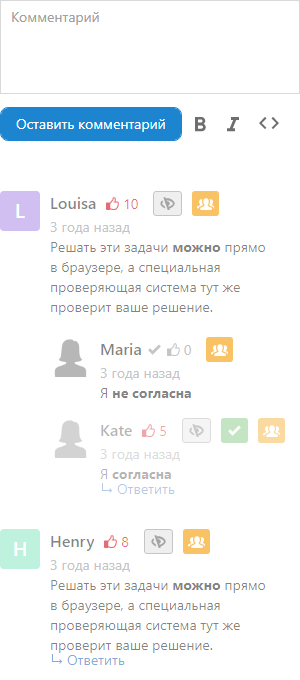 Комментарий
Оставить комментарий B I <>
L Louisa 10
3 года назад
Решать эти задачи можно прямо
в браузере, а специальная
проверяющая система тут же
проверит ваше решение.
Maria 0
3 года назад
Я не согласна
Kate 5
3 года назад
Я согласна
Ответить
H Henry 8
3 года назад
Решать эти задачи можно прямо
в браузере, а специальная
проверяющая система тут же
проверит ваше решение.
Ответить